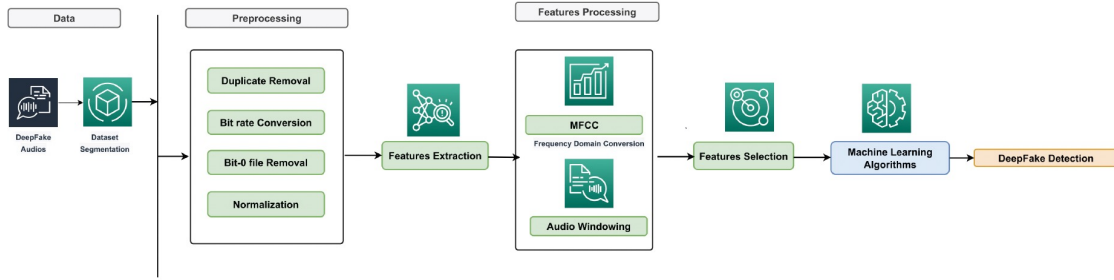 Data
Preprocessing
Features Processing
DeepFake
Audios
Dataset
Segmentation
Duplicate Removal
Bit rate Conversion
Bit-0 file Removal
Normalization
Features Extraction
MFCC
Frequency Domain Conversion
Audio Windowing
Features Selection
Machine Learning
Algorithms
DeepFake Detection